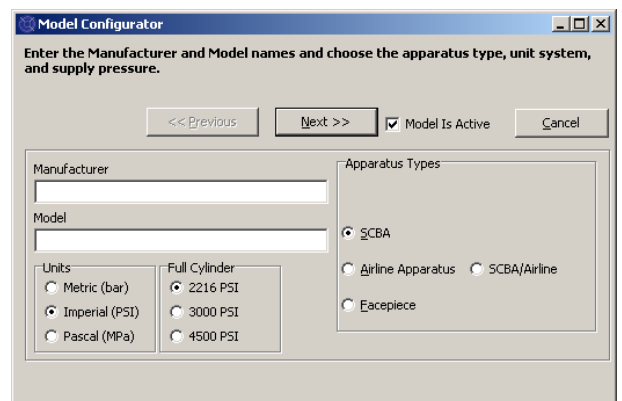 Model Configurator
Enter the Manufacturer and Model names and choose the apparatus type, unit system,
and supply pressure.
<< Previous Next >> Model Is Active Cancel
Manufacturer
Model
Units
Metric (bar)
Imperial (PSI)
Pascal (MPa)
Full Cylinder
2216 PSI
3000 PSI
4500 PSI
Apparatus Types
SCBA
Airline Apparatus SCBA/Airline
Facepiece